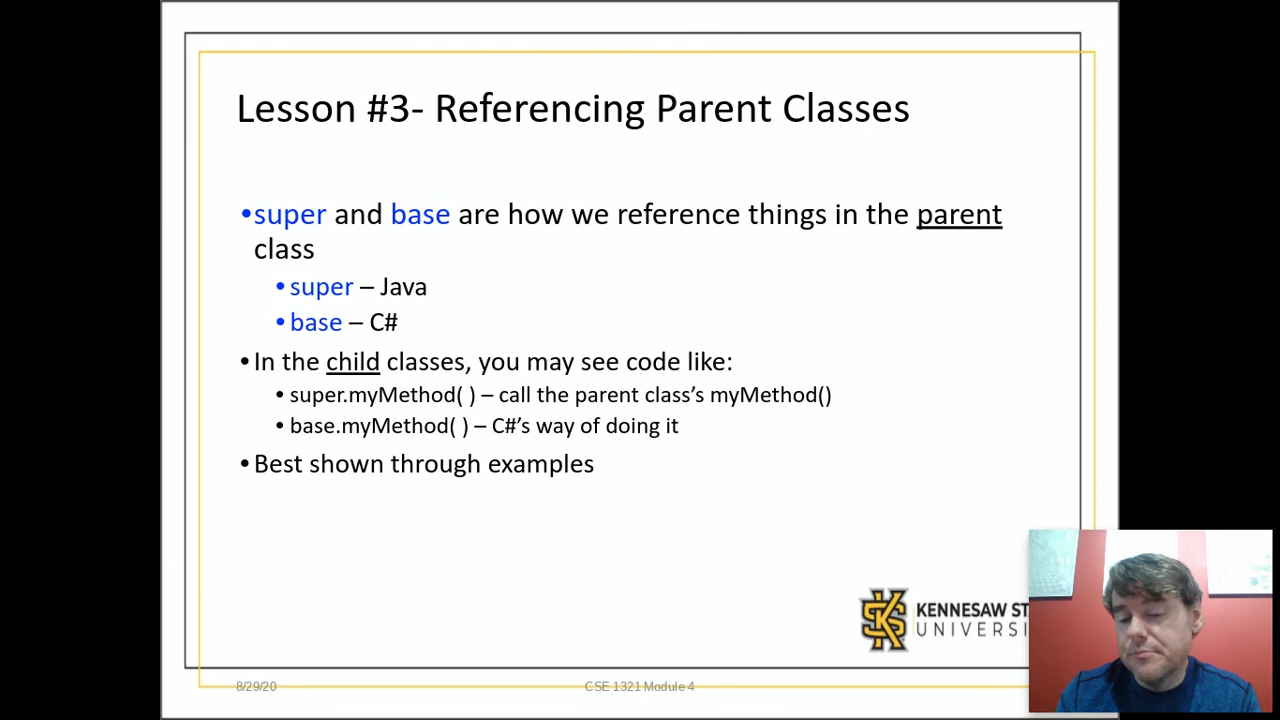 Lesson #3- Referencing Parent Classes
•super and base are how we reference things in the parent
class
•super – Java
•base – C#
•In the child classes, you may see code like:
•super.myMethod( ) – call the parent class’s myMethod()
•base.myMethod( ) – C#’s way of doing it
•Best shown through examples
KENNESAW ST
UNIVERSI
8/29/20
CSE 1321 Module 4